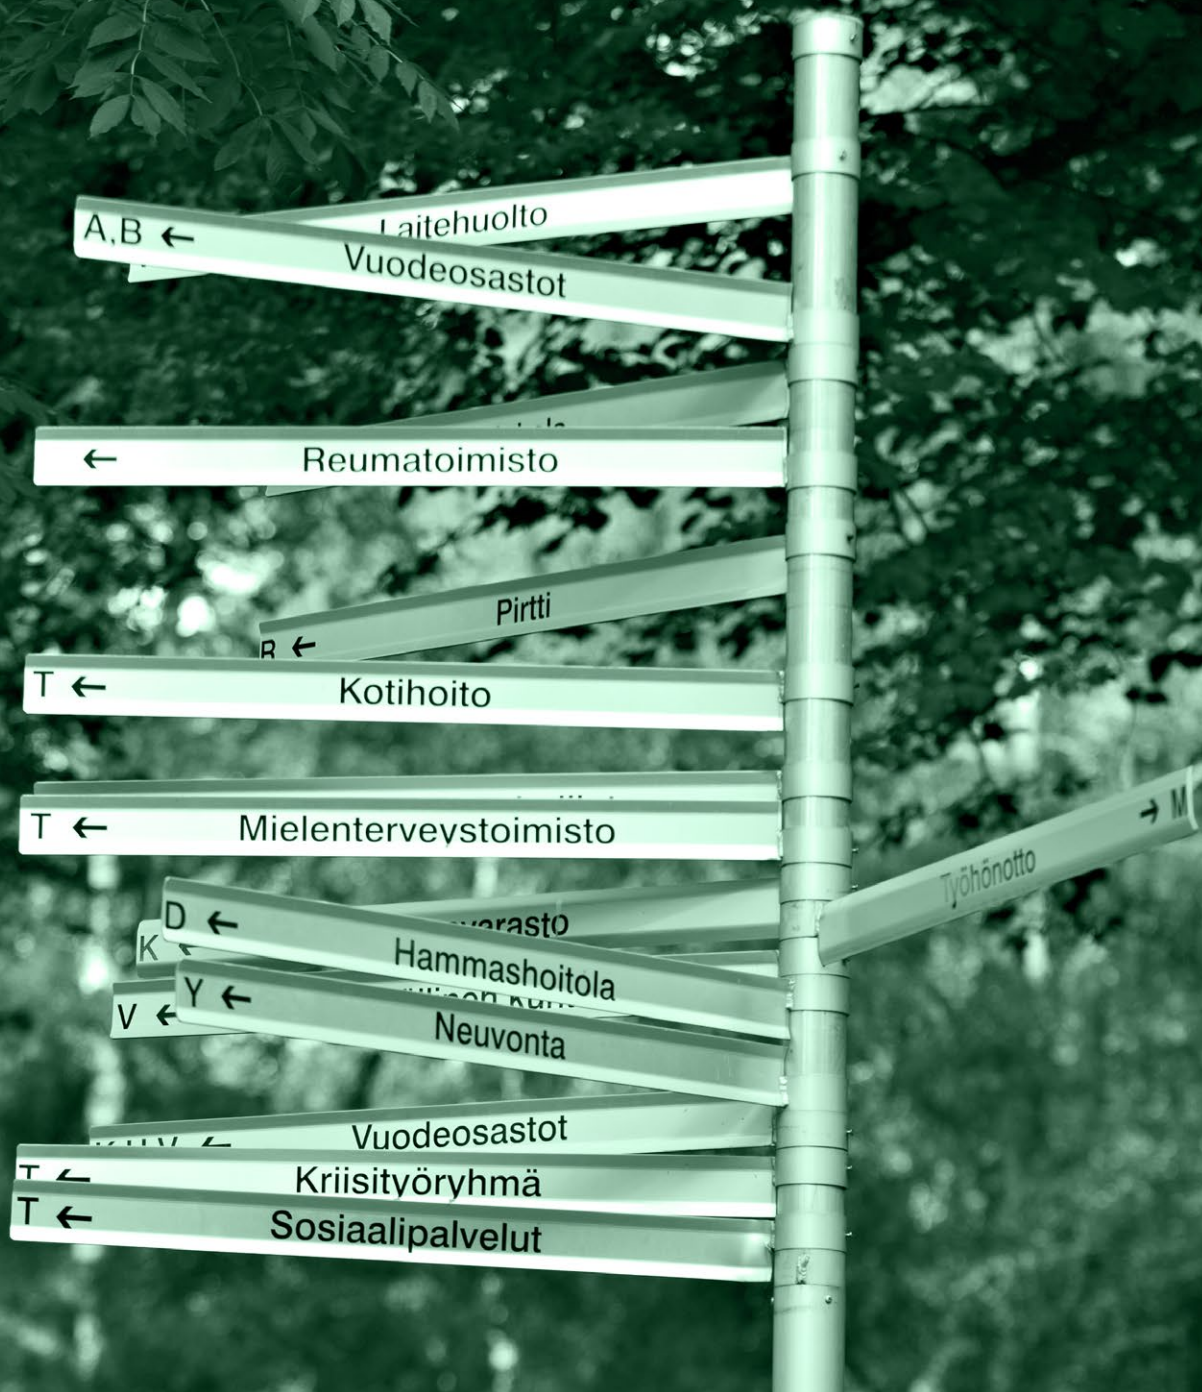 Laitehuolto
A,B ← Vuodeosastot
← Reumatoimisto
← Pirtti
T ← Kotihoito
T ← Mielenterveystoimisto
→ M
Työhönotto
D ← Hammashoitola
K ←
Y ← Neuvonta
V ←
Vuodeosastot
T ← Kriisityöryhmä
T ← Sosiaalipalvelut